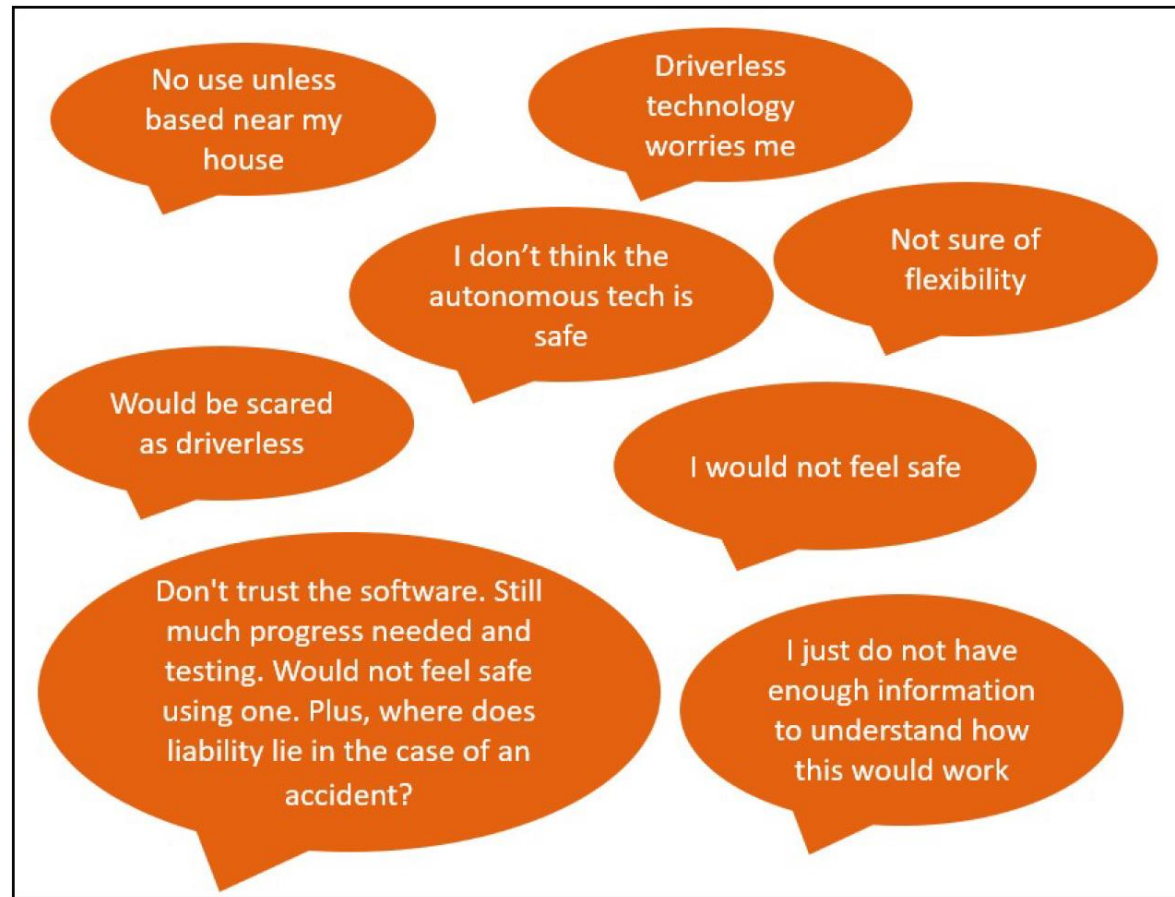 No use unless
based near my
house
Driverless
technology
worries me
I don’t think the
autonomous tech is
safe
Not sure of
flexibility
Would be scared
as driverless
I would not feel safe
Don't trust the software. Still
much progress needed and
testing. Would not feel safe
using one. Plus, where does
liability lie in the case of an
accident?
I just do not have
enough information
to understand how
this would work